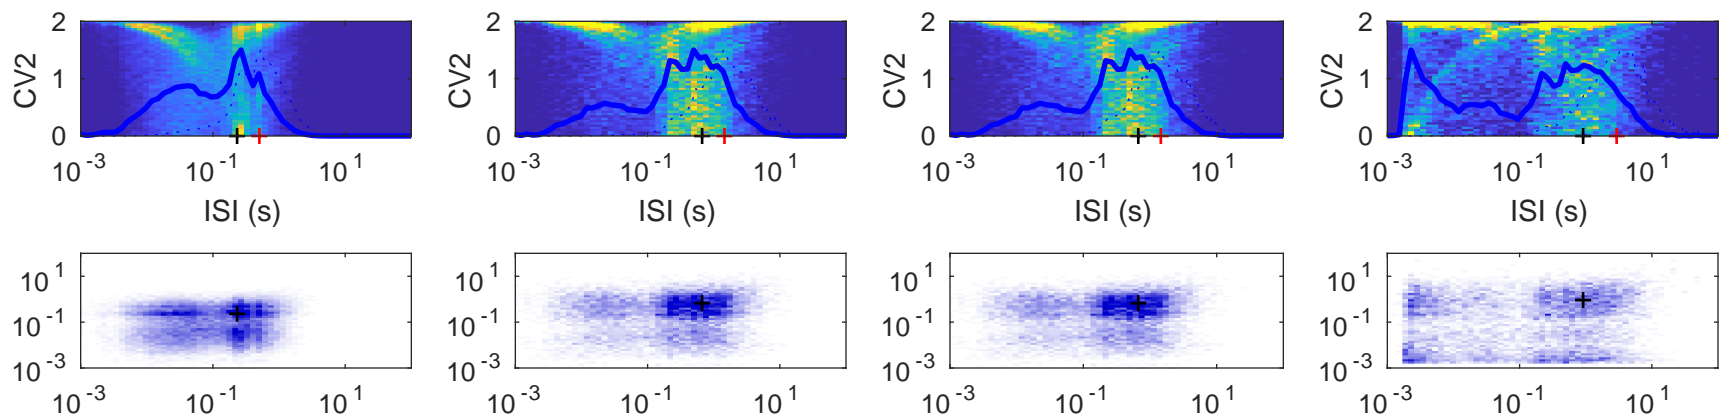 2 2 2 2
CV2 CV2 CV2 CV2
1 1 1 1
0 0 0 0
10^-3 10^-1 10^1 10^-3 10^-1 10^1 10^-3 10^-1 10^1 10^-3 10^-1 10^1
ISI (s) ISI (s) ISI (s) ISI (s)
10^1 10^1 10^1 10^1
10^-1 10^-1 10^-1 10^-1
10^-3 10^-3 10^-3 10^-3
10^-3 10^-1 10^1 10^-3 10^-1 10^1 10^-3 10^-1 10^1 10^-3 10^-1 10^1